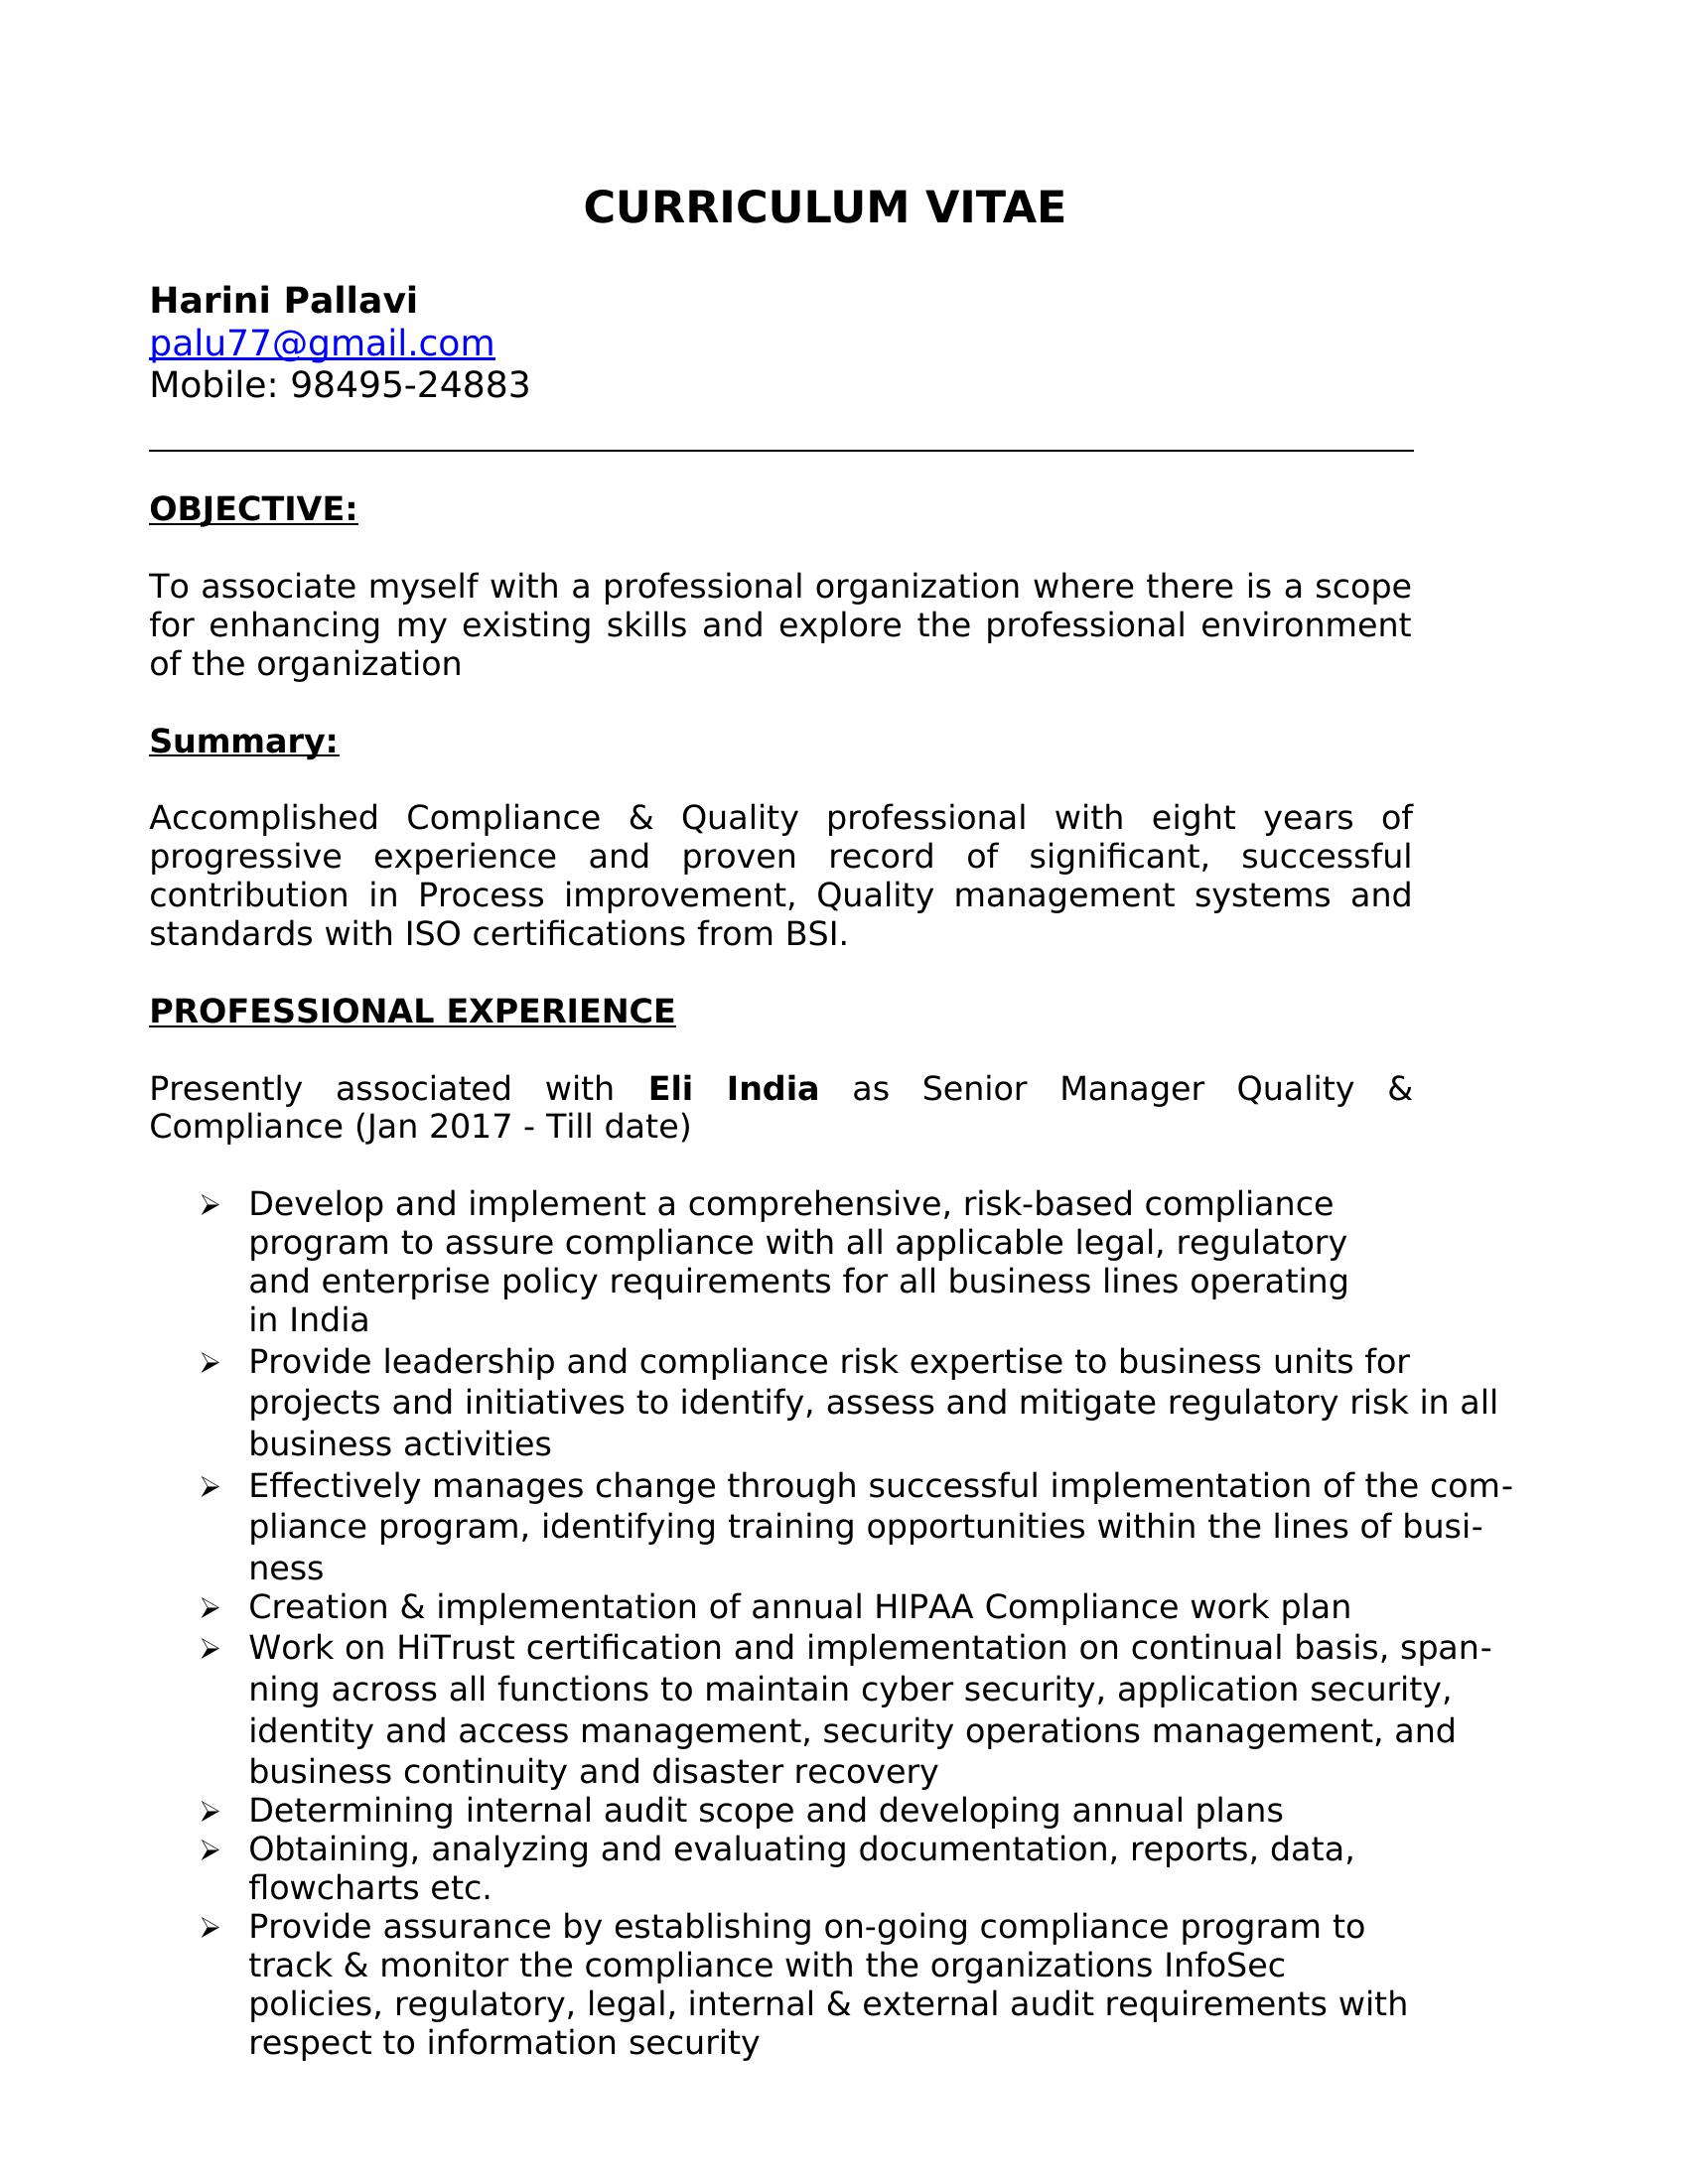 CURRICULUM VITAE
Harini Pallavi
palu77@gmail.com
Mobile: 98495-24883
OBJECTIVE:
To associate myself with a professional organization where there is a scope
for enhancing my existing skills and explore the professional environment
of the organization
Summary:
Accomplished Compliance & Quality professional with eight years of
progressive experience and proven record of significant, successful
contribution in Process improvement, Quality management systems and
standards with ISO certifications from BSI.
PROFESSIONAL EXPERIENCE
Presently associated with Eli India as Senior Manager Quality &
Compliance (Jan 2017 - Till date)
➢ Develop and implement a comprehensive, risk-based compliance
program to assure compliance with all applicable legal, regulatory
and enterprise policy requirements for all business lines operating
in India
➢ Provide leadership and compliance risk expertise to business units for
projects and initiatives to identify, assess and mitigate regulatory risk in all
business activities
➢ Effectively manages change through successful implementation of the com-
pliance program, identifying training opportunities within the lines of busi-
ness
➢ Creation & implementation of annual HIPAA Compliance work plan
➢ Work on HiTrust certification and implementation on continual basis, span-
ning across all functions to maintain cyber security, application security,
identity and access management, security operations management, and
business continuity and disaster recovery
➢ Determining internal audit scope and developing annual plans
➢ Obtaining, analyzing and evaluating documentation, reports, data,
flowcharts etc.
➢ Provide assurance by establishing on-going compliance program to
track & monitor the compliance with the organizations InfoSec
policies, regulatory, legal, internal & external audit requirements with
respect to information security